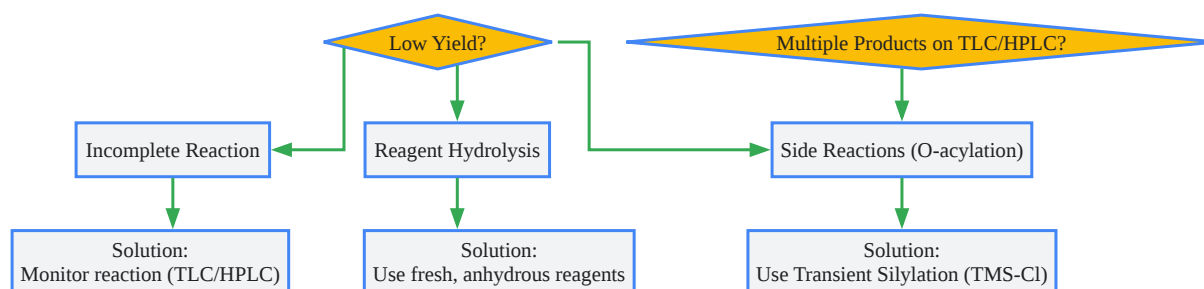 Low Yield?
Multiple Products on TLC/HPLC?
Incomplete Reaction
Reagent Hydrolysis
Side Reactions (O-acylation)
Solution:
Monitor reaction (TLC/HPLC)
Solution:
Use fresh, anhydrous reagents
Solution:
Use Transient Silylation (TMS-Cl)